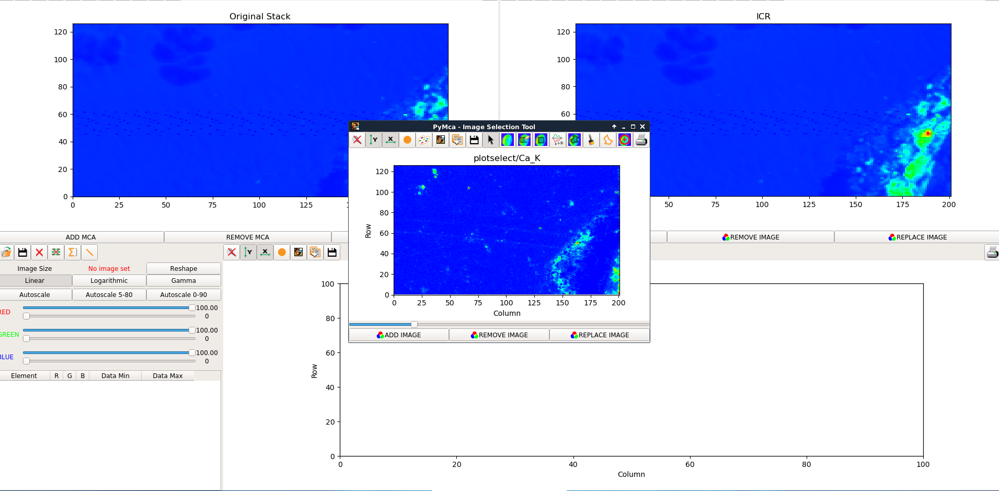 Original Stack
120
100
80
60
40
20
0
0 25 50 75 100 125 1
ICR
120
100
80
60
50 75 100 125 150 175 200
PyMca - Image Selection Tool
Y X
x (-1)
plotselect/Ca_K
Row
120
100
80
60
40
20
0
0 25 50 75 100 125 150 175 200
Column
ADD IMAGE REMOVE IMAGE REPLACE IMAGE
ADD MCA REMOVE MCA
REMOVE IMAGE REPLACE IMAGE
Y X
Image Size No image set Reshape
Linear Logarithmic Gamma
Autoscale Autoscale 5-80 Autoscale 0-90
RED 100.00
0
GREEN 100.00
0
BLUE 100.00
0
Element R G B Data Min Data Max
Row
100
80
60
40
20
0
0 20 40 60 80 100
Column